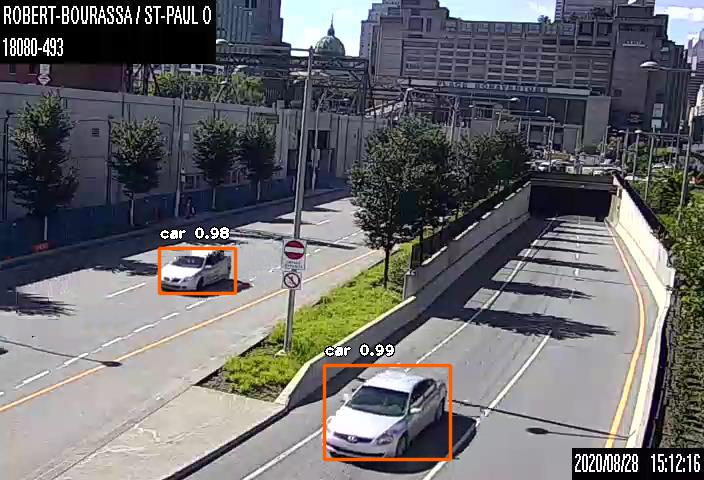 ROBERT-BOURASSA / ST-PAUL O
18080-493
PLACE BONAVENTURE
car 0.98
car 0.99
2020/08/28 15:12:16